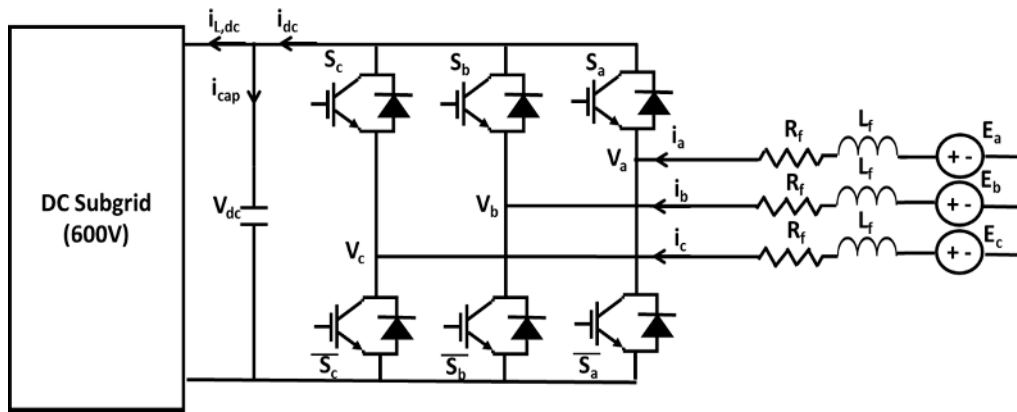 i_L,dc
i_dc
i_cap
DC Subgrid
(600V)
V_dc
S_c
S_b
S_a
V_a
V_b
V_c
i_a
i_b
i_c
R_f
L_f
E_a
+ -
R_f
L_f
E_b
+ -
R_f
L_f
E_c
+ -
S̅_c
S̅_b
S̅_a